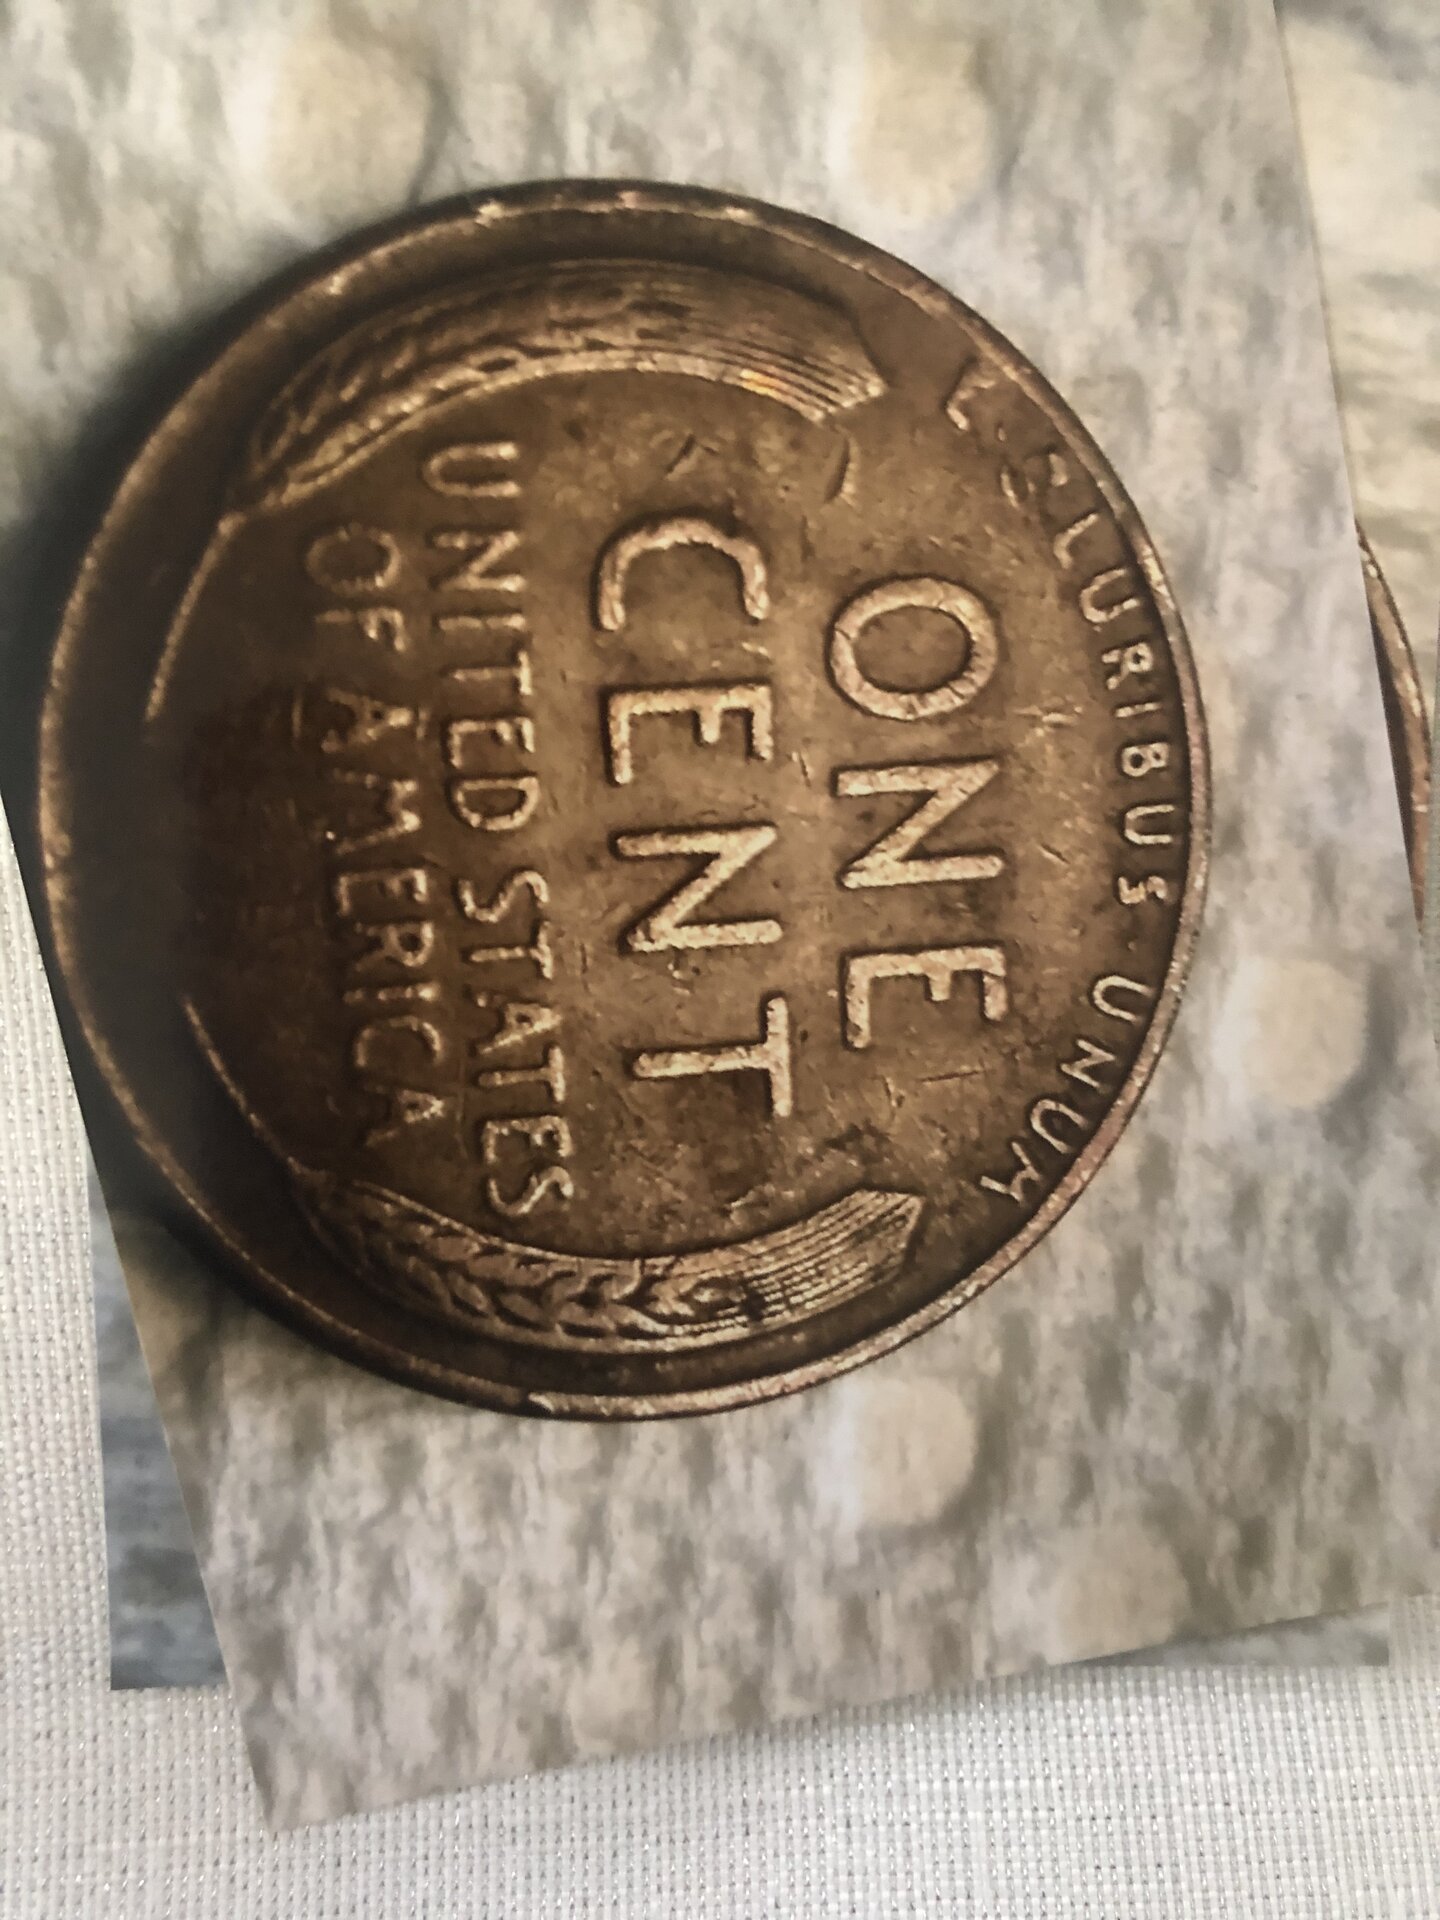 E·PLURIBUS·UNUM
ONE
CENT
UNITED STATES
OF AMERICA